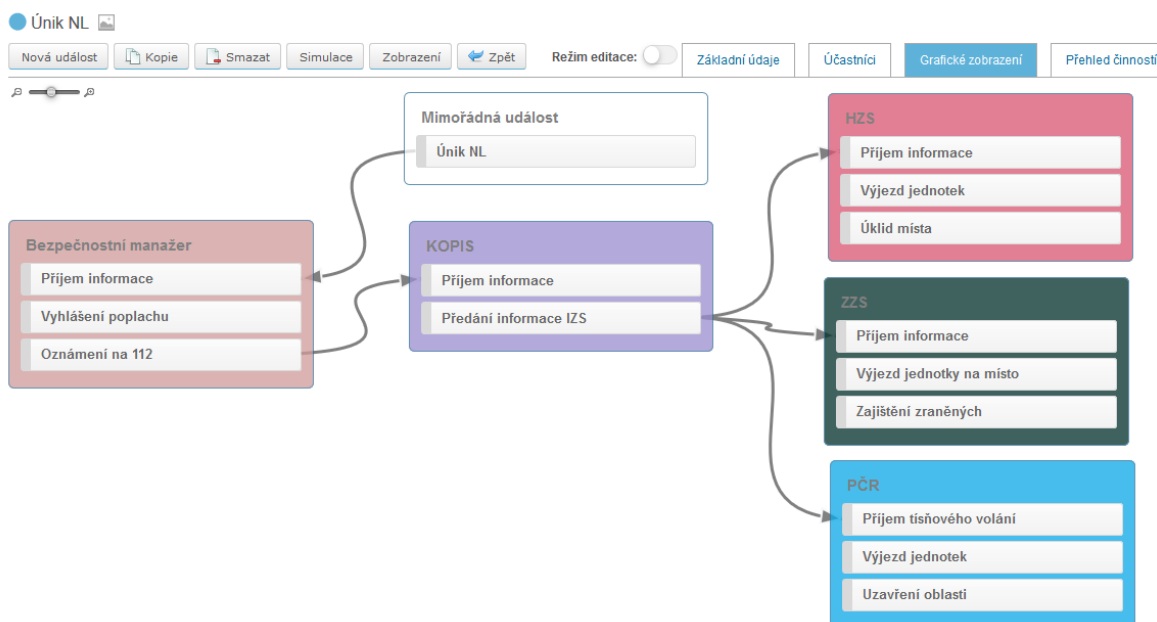 Únik NL
Nová událost Kopie Smazat Simulace Zobrazení Zpět Režim editace: Základní údaje Účastníci Grafické zobrazení Přehled činností
Mimořádná událost
Únik NL
Bezpečnostní manažer
Příjem informace
Vyhlášení poplachu
Oznámení na 112
KOPIS
Příjem informace
Předání informace IZS
HZS
Příjem informace
Výjezd jednotek
Úklid místa
ZZS
Příjem informace
Výjezd jednotky na místo
Zajištění zraněných
PČR
Příjem tísňového volání
Výjezd jednotek
Uzavření oblasti